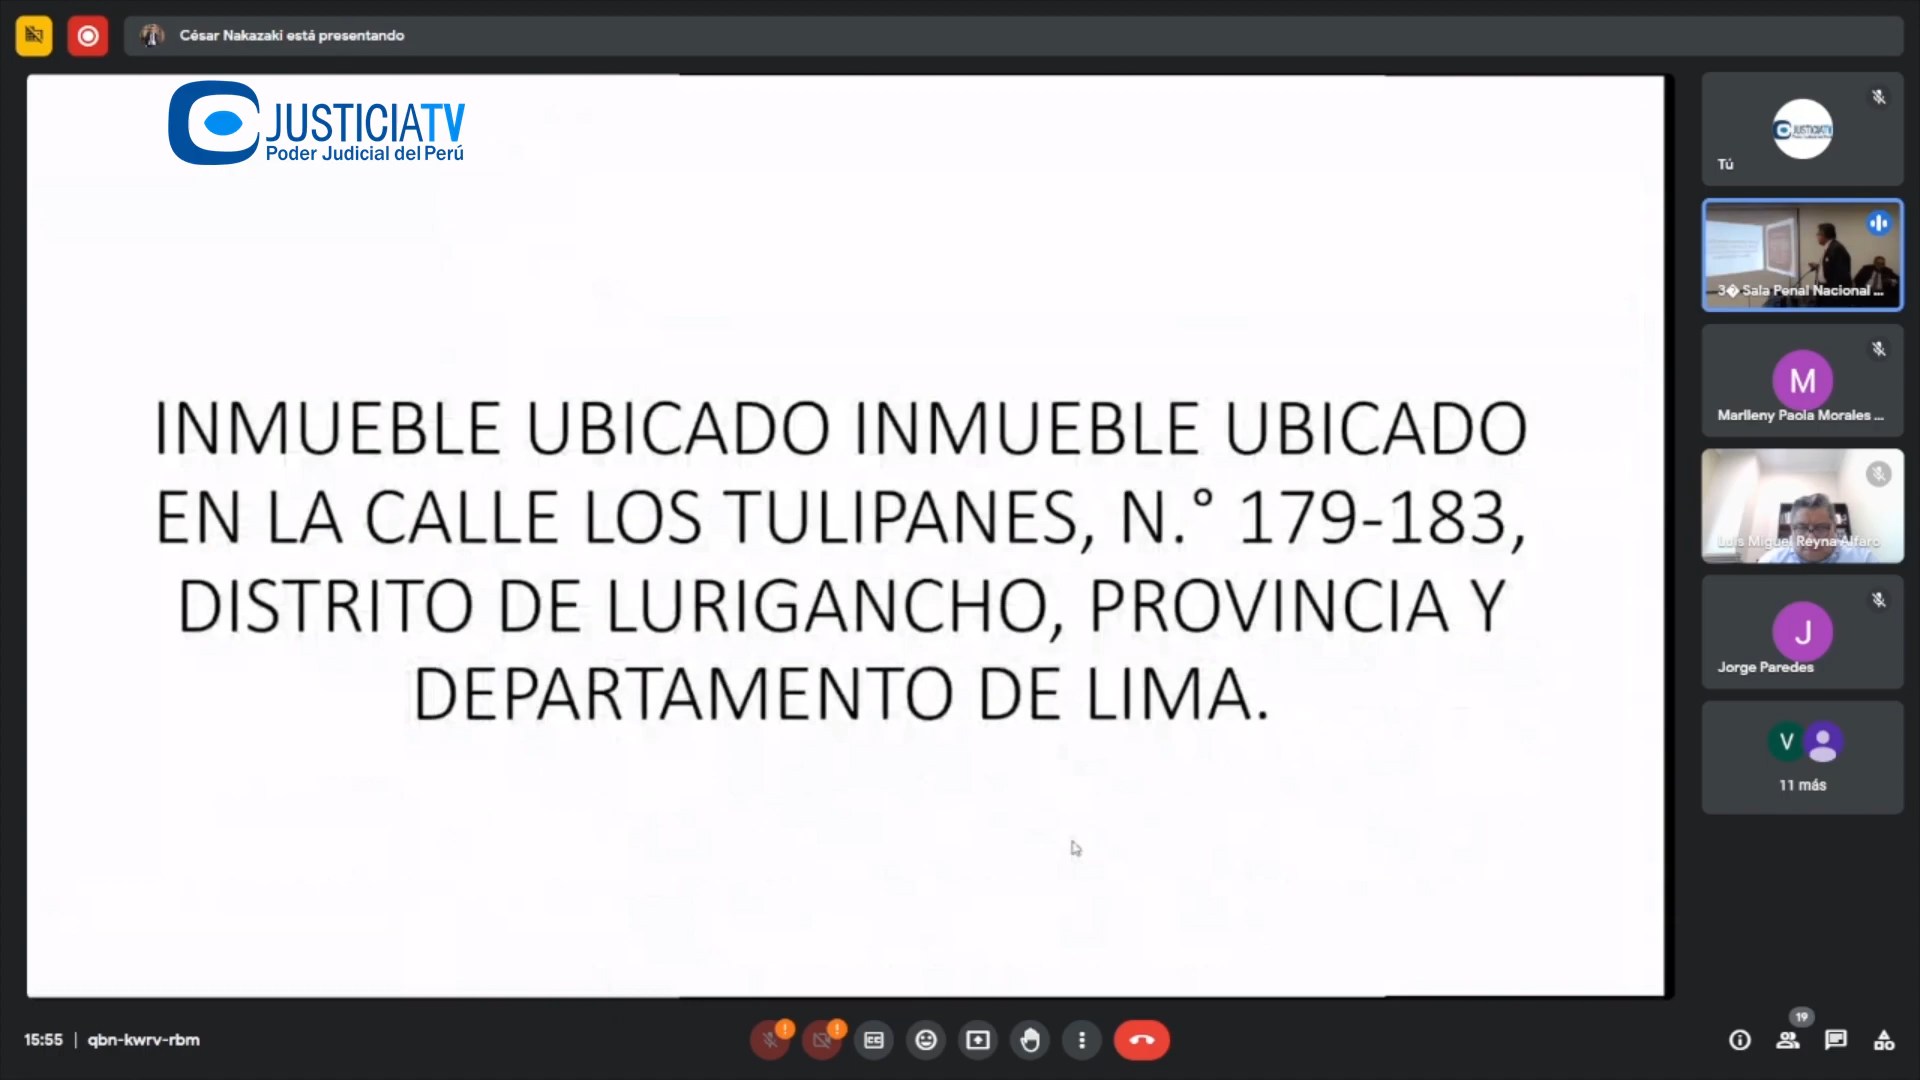 César Nakazaki está presentando
JUSTICIATV
Poder Judicial del Perú
INMUEBLE UBICADO INMUEBLE UBICADO
EN LA CALLE LOS TULIPANES, N.° 179-183,
DISTRITO DE LURIGANCHO, PROVINCIA Y
DEPARTAMENTO DE LIMA.
JUSTICIATV
Tú
3� Sala Penal Nacional ...
M
Marlleny Paola Morales ...
Luis Miguel Reyna Alfaro
J
Jorge Paredes
V
11 más
15:55 | qbn-kwrv-rbm
19